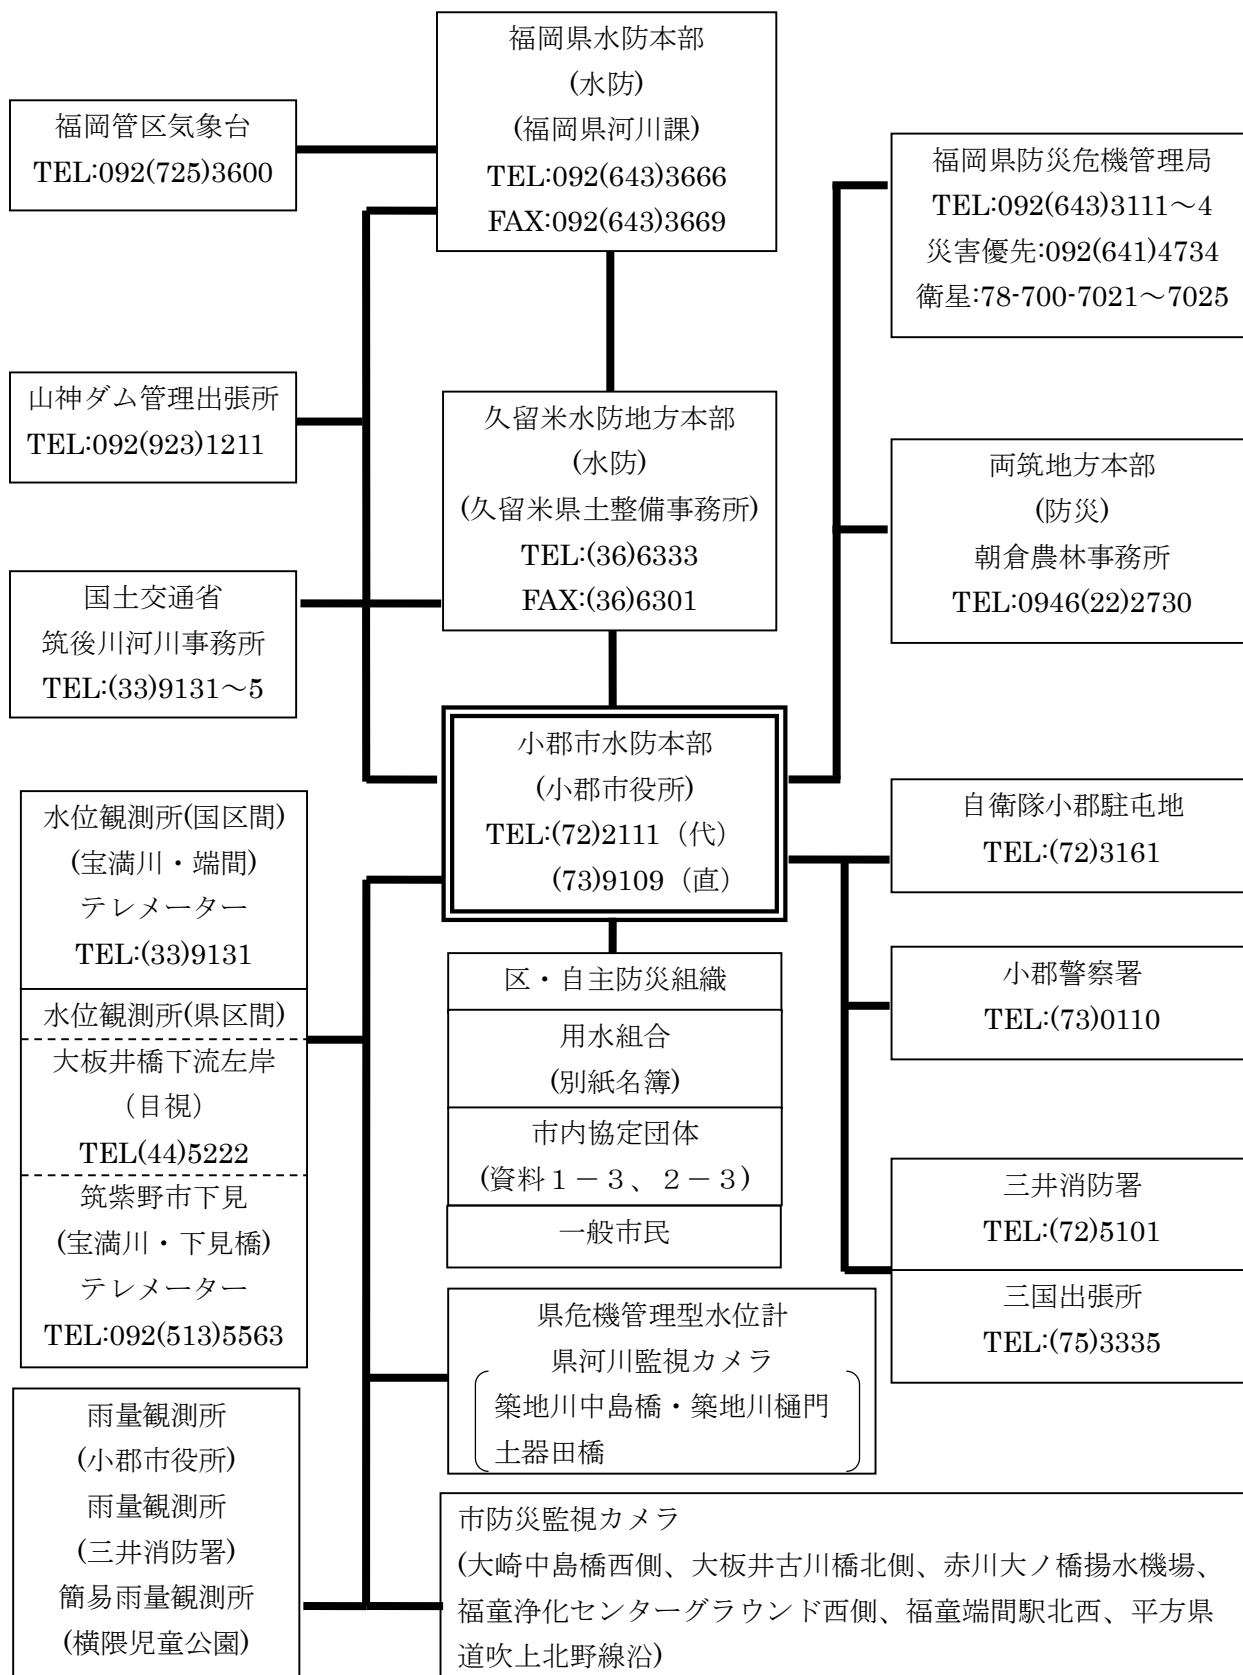 福岡県水防本部
(水防)
(福岡県河川課)
TEL:092(643)3666
FAX:092(643)3669
福岡管区気象台
TEL:092(725)3600
福岡県防災危機管理局
TEL:092(643)3111～4
災害優先:092(641)4734
衛星:78-700-7021～7025
山神ダム管理出張所
TEL:092(923)1211
久留米水防地方本部
(水防)
(久留米県土整備事務所)
TEL:(36)6333
FAX:(36)6301
両筑地方本部
(防災)
朝倉農林事務所
TEL:0946(22)2730
国土交通省
筑後川河川事務所
TEL:(33)9131～5
小郡市水防本部
(小郡市役所)
TEL:(72)2111（代）
(73)9109（直）
自衛隊小郡駐屯地
TEL:(72)3161
水位観測所(国区間)
(宝満川・端間)
テレメーター
TEL:(33)9131
水位観測所(県区間)
大板井橋下流左岸
（目視）
TEL(44)5222
筑紫野市下見
(宝満川・下見橋)
テレメーター
TEL:092(513)5563
区・自主防災組織
用水組合
(別紙名簿)
市内協定団体
(資料１－３、２－３)
一般市民
小郡警察署
TEL:(73)0110
三井消防署
TEL:(72)5101
三国出張所
TEL:(75)3335
県危機管理型水位計
県河川監視カメラ
築地川中島橋・築地川樋門
土器田橋
雨量観測所
(小郡市役所)
雨量観測所
(三井消防署)
簡易雨量観測所
(横隈児童公園)
市防災監視カメラ
(大崎中島橋西側、大板井古川橋北側、赤川大ノ橋揚水機場、
福童浄化センターグラウンド西側、福童端間駅北西、平方県
道吹上北野線沿)